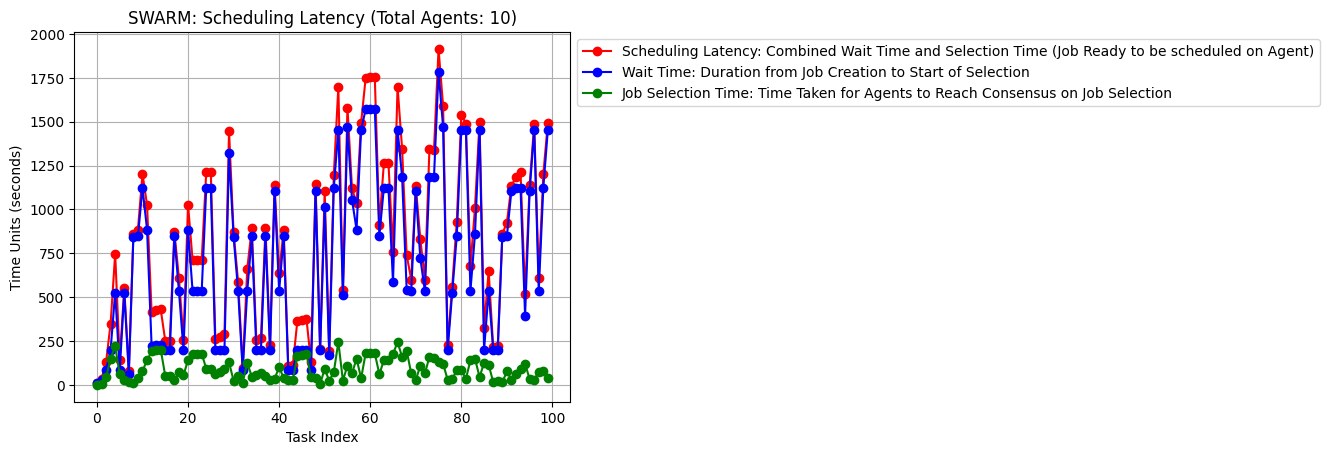 SWARM: Scheduling Latency (Total Agents: 10)
Scheduling Latency: Combined Wait Time and Selection Time (Job Ready to be scheduled on Agent)
Wait Time: Duration from Job Creation to Start of Selection
Job Selection Time: Time Taken for Agents to Reach Consensus on Job Selection
Time Units (seconds)
2000
1750
1500
1250
1000
750
500
250
0
0 20 40 60 80 100
Task Index